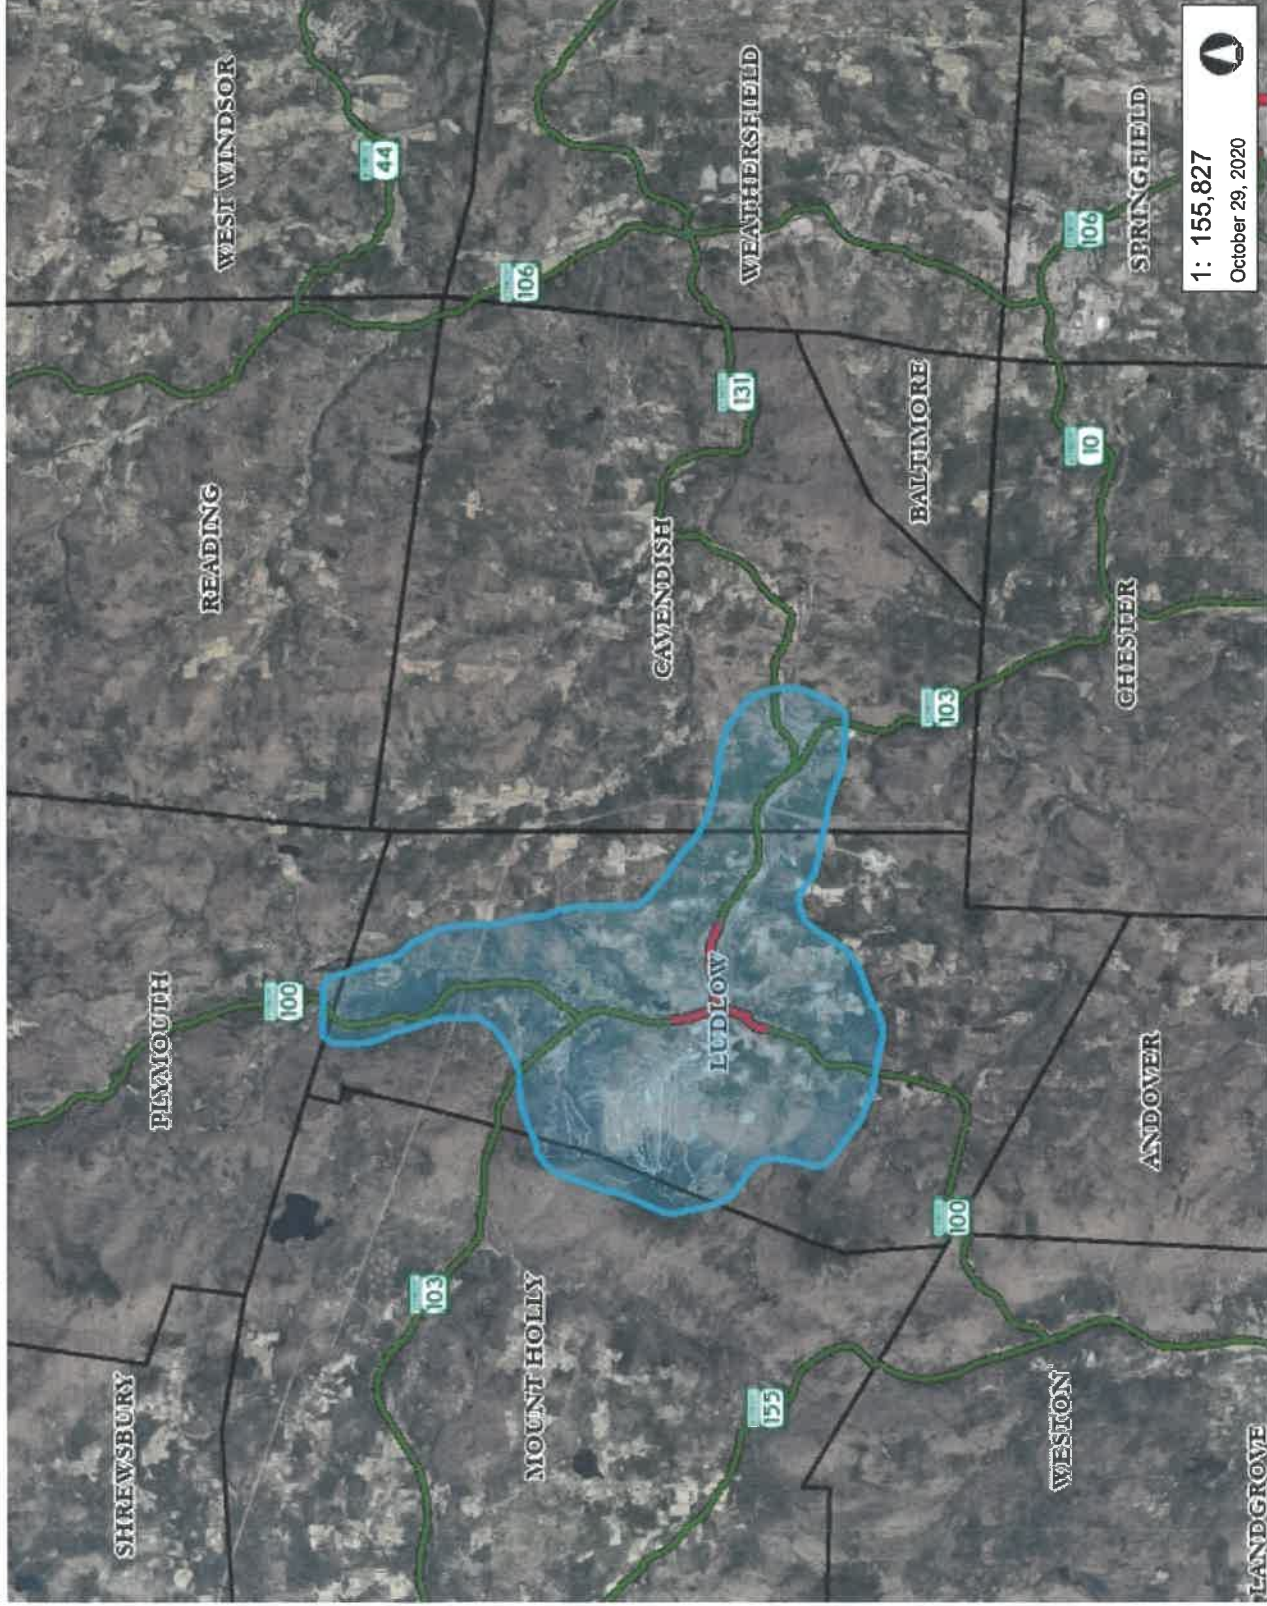 SHREWSBURY
PLYMOUTH
READING
WEST WINDSOR
100
44
103
106
MOUNT HOLLY
CAVENDISH
LUDLOW
131
WEATHERSFIELD
155
BALTIMORE
103
100
WESTON
10
106
CHESTER
SPRINGFIELD
ANDOVER
1: 155,827
October 29, 2020
LANDGROVE